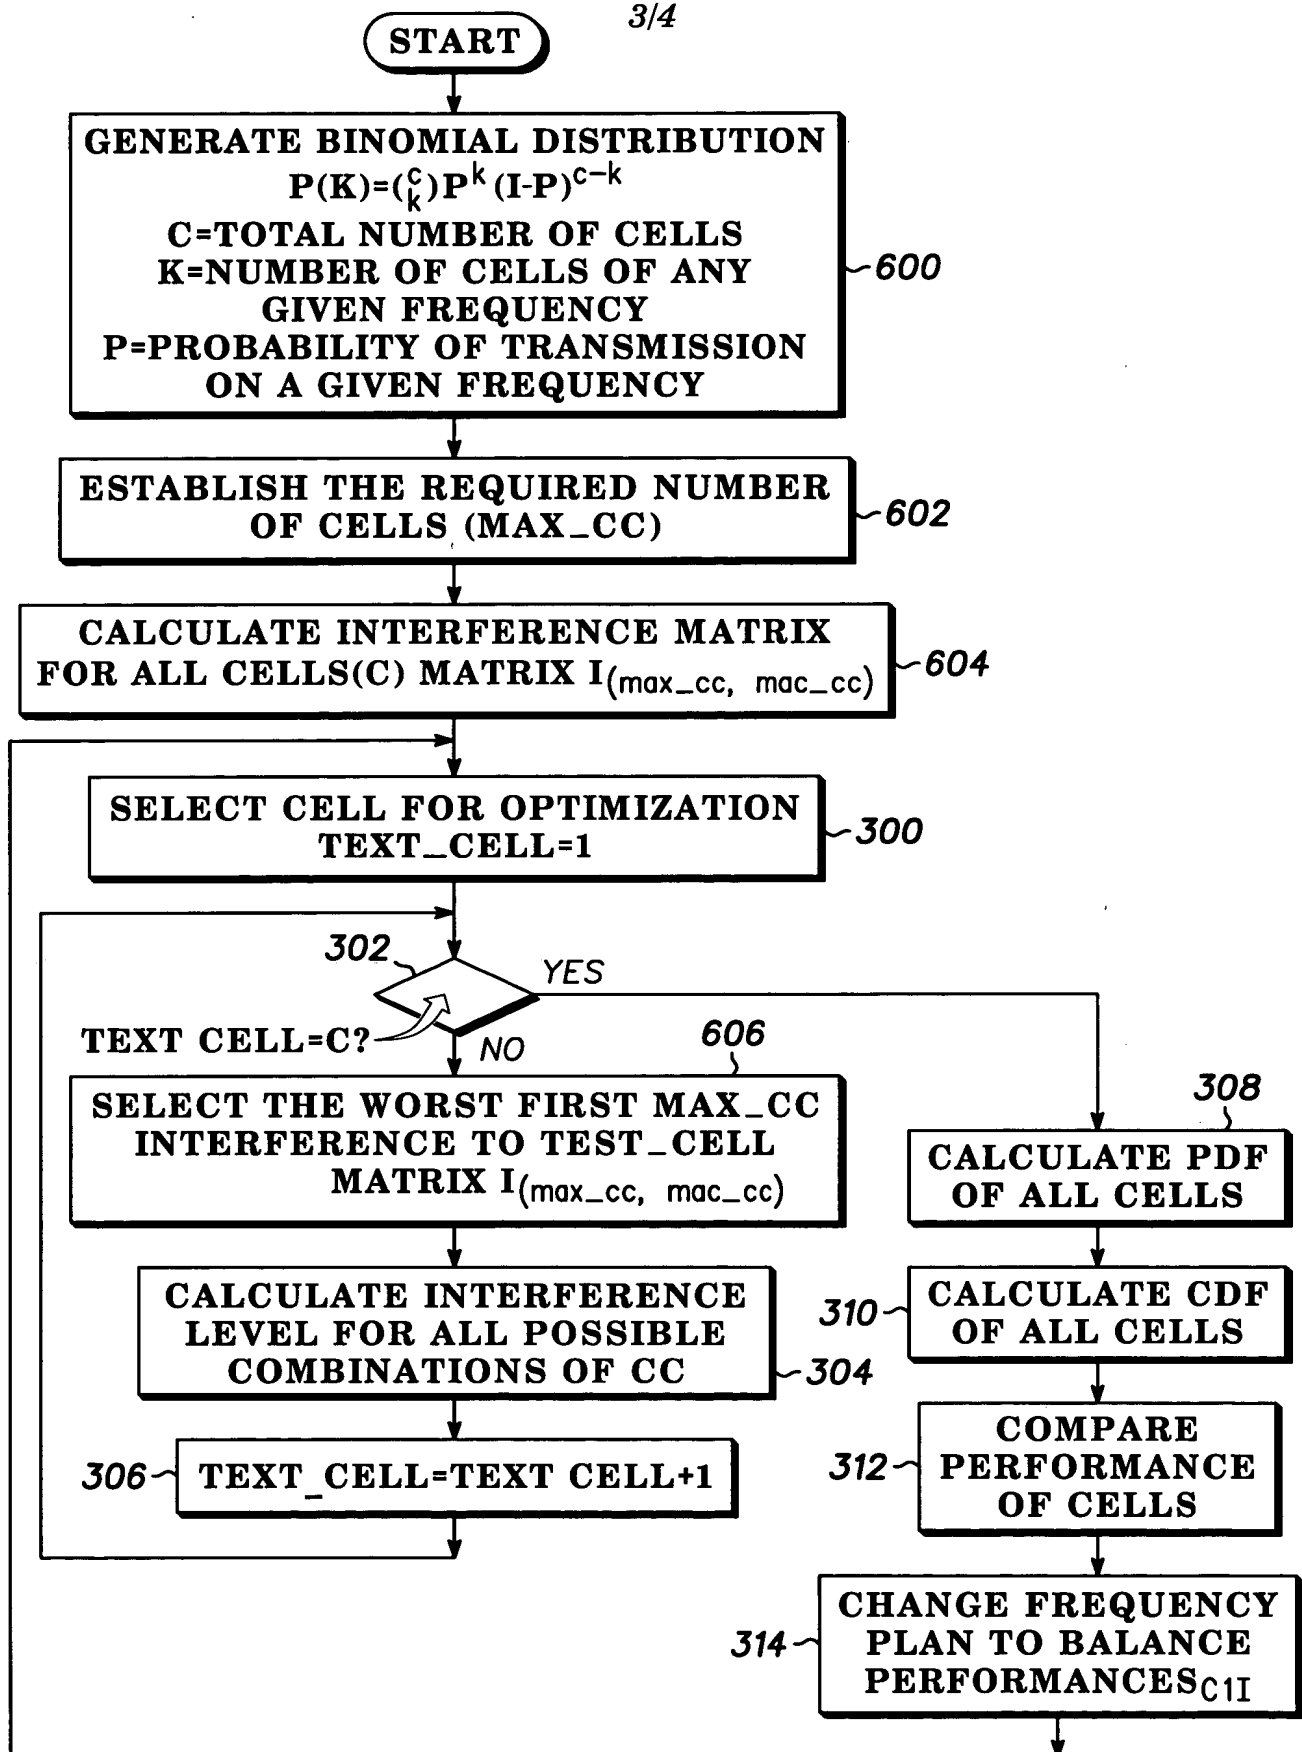 3/4
START
GENERATE BINOMIAL DISTRIBUTION
P(K)=(c k)P^k (I-P)^c-k
C=TOTAL NUMBER OF CELLS
K=NUMBER OF CELLS OF ANY
GIVEN FREQUENCY
P=PROBABILITY OF TRANSMISSION
ON A GIVEN FREQUENCY
600
ESTABLISH THE REQUIRED NUMBER
OF CELLS (MAX_CC)
602
CALCULATE INTERFERENCE MATRIX
FOR ALL CELLS(C) MATRIX I(max_cc, mac_cc)
604
SELECT CELL FOR OPTIMIZATION
TEXT_CELL=1
300
302
YES
TEXT CELL=C?
NO
606
SELECT THE WORST FIRST MAX_CC
INTERFERENCE TO TEST_CELL
MATRIX I(max_cc, mac_cc)
CALCULATE INTERFERENCE
LEVEL FOR ALL POSSIBLE
COMBINATIONS OF CC
304
306
TEXT_CELL=TEXT CELL+1
308
CALCULATE PDF
OF ALL CELLS
310
CALCULATE CDF
OF ALL CELLS
312
COMPARE
PERFORMANCE
OF CELLS
314
CHANGE FREQUENCY
PLAN TO BALANCE
PERFORMANCES C1I